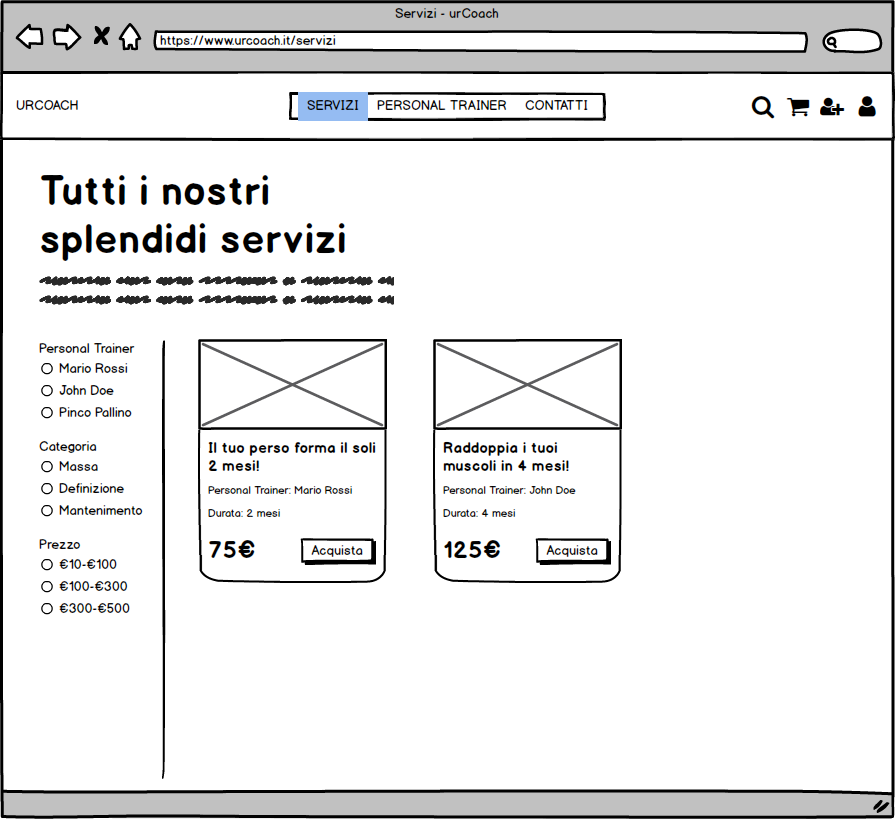 Servizi - urCoach
https://www.urcoach.it/servizi
URCOACH
SERVIZI
PERSONAL TRAINER
CONTATTI
Tutti i nostri
splendidi servizi
Personal Trainer
Mario Rossi
John Doe
Pinco Pallino
Categoria
Massa
Definizione
Mantenimento
Prezzo
€10-€100
€100-€300
€300-€500
Il tuo perso forma il soli
2 mesi!
Personal Trainer: Mario Rossi
Durata: 2 mesi
75€
Acquista
Raddoppia i tuoi
muscoli in 4 mesi!
Personal Trainer: John Doe
Durata: 4 mesi
125€
Acquista